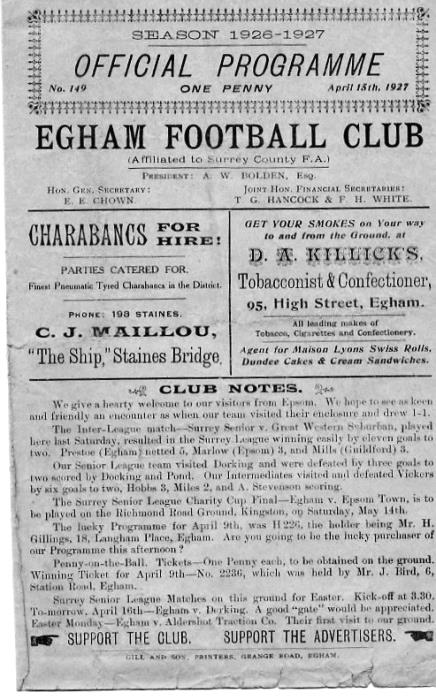 SEASON 1926-1927
OFFICIAL PROGRAMME
No. 149 ONE PENNY April 15th, 1927
EGHAM FOOTBALL CLUB
(Affiliated to Surrey County F.A.)
PRESIDENT: A. W. BOLDEN, ESQ.
HON. GEN. SECRETARY: JOINT HON. FINANCIAL SECRETARIES:
E. E. CHOWN. T. G. HANCOCK & F. H. WHITE.
CHARABANCS FOR HIRE!
PARTIES CATERED FOR.
Finest Pneumatic Tyred Charabancs in the District.
PHONE: 193 STAINES.
C. J. MAILLOU,
"The Ship," Staines Bridge.
GET YOUR SMOKES on Your way
to and from the Ground, at
D. A. KILLICK'S,
Tobacconist & Confectioner,
95, High Street, Egham.
All leading makes of
Tobacco, Cigarettes and Confectionery.
Agent for Maison Lyons Swiss Rolls,
Dundee Cakes & Cream Sandwiches.
CLUB NOTES.
We give a hearty welcome to our visitors from Epsom. We hope to see as keen
and friendly an encounter as when our team visited their enclosure and drew 1-1.
The Inter-League match—Surrey Senior v. Great Western Suburban, played
here last Saturday, resulted in the Surrey League winning easily by eleven goals
to two. Prestoe (Egham) netted 5, Marlow (Epsom) 3, and Mills (Guildford) 3.
Our Senior League team visited Dorking and were defeated by three goals to
two scored by Docking and Pond. Our Intermediates visited and defeated Vickers
by six goals to two, Hobbs 3, Miles 2, and A. Stevenson scoring.
The Surrey Senior League Charity Cup Final—Egham v. Epsom Town, is to
be played on the Richmond Road Ground, Kingston, on Saturday, May 14th.
The lucky Programme for April 9th, was H 226, the holder being Mr. H.
Gillings, 18, Langham Place, Egham. Are you going to be the lucky purchaser of
our Programme this afternoon?
Penny-on-the-Ball. Tickets—One Penny each, to be obtained on the ground.
Winning Ticket for April 9th—No. 2236, which was held by Mr. J. Bird, 6,
Station Road, Egham.
Surrey Senior League Matches on this ground for Easter. Kick-off at 3.30.
To-morrow, April 16th—Egham v. Dorking. A good "gate" would be appreciated.
Easter Monday—Egham v. Aldershot Traction Co. Their first visit to our ground.
SUPPORT THE CLUB. SUPPORT THE ADVERTISERS.
GILL AND SON, PRINTERS, GRANGE ROAD, EGHAM.